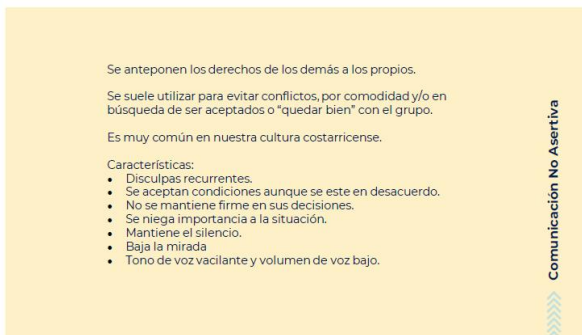 Se anteponen los derechos de los demás a los propios.
Se suele utilizar para evitar conflictos, por comodidad y/o en
búsqueda de ser aceptados o “quedar bien” con el grupo.
Es muy común en nuestra cultura costarricense.
Características:
• Disculpas recurrentes.
• Se aceptan condiciones aunque se este en desacuerdo.
• No se mantiene firme en sus decisiones.
• Se niega importancia a la situación.
• Mantiene el silencio.
• Baja la mirada
• Tono de voz vacilante y volumen de voz bajo.
Comunicación No Asertiva